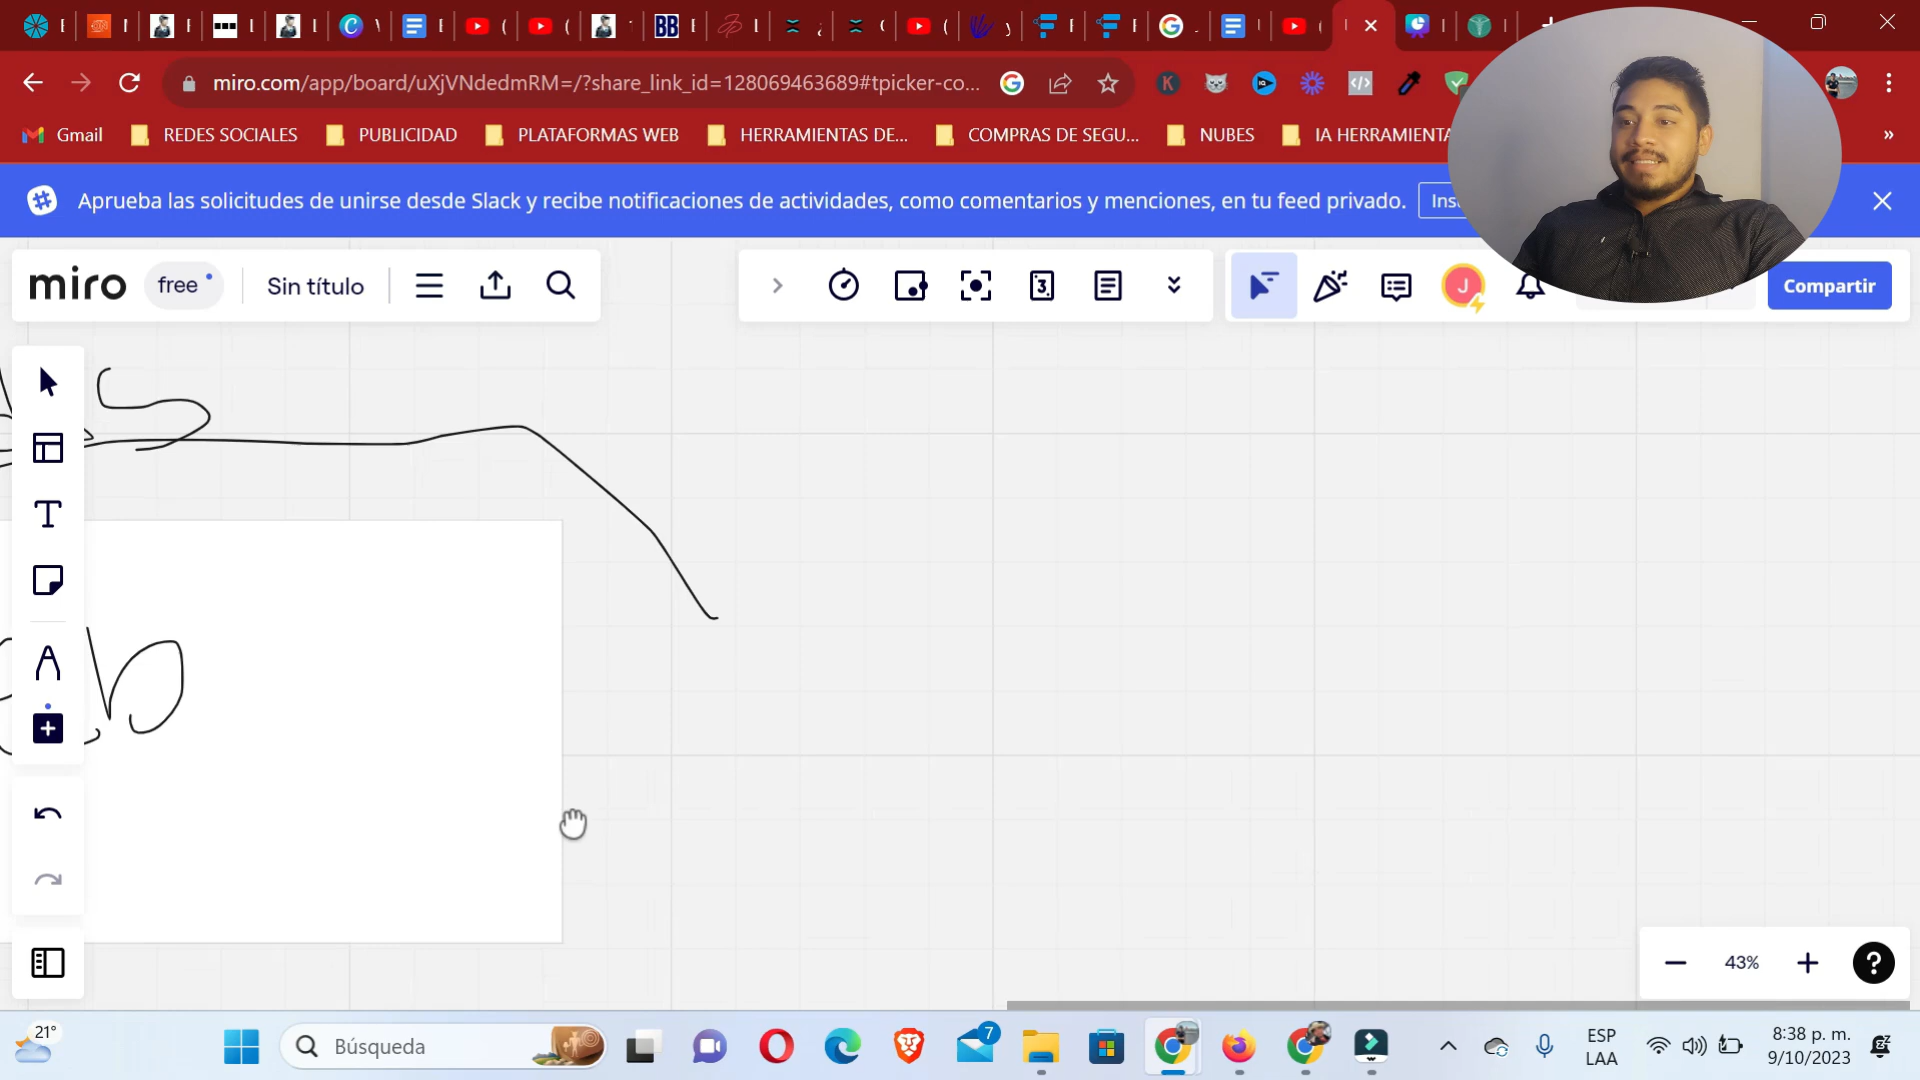 miro.com/app/board/uXjVNdedmRM=/?share_link_id=128069463689#tpicker-co...
Gmail REDES SOCIALES PUBLICIDAD PLATAFORMAS WEB HERRAMIENTAS DE... COMPRAS DE SEGU... NUBES IA HERRAMIENTA »
Aprueba las solicitudes de unirse desde Slack y recibe notificaciones de actividades, como comentarios y menciones, en tu feed privado. Ins
miro free Sin título J Compartir
43%
21° Búsqueda 7 ESP 8:38 p. m.
LAA 9/10/2023